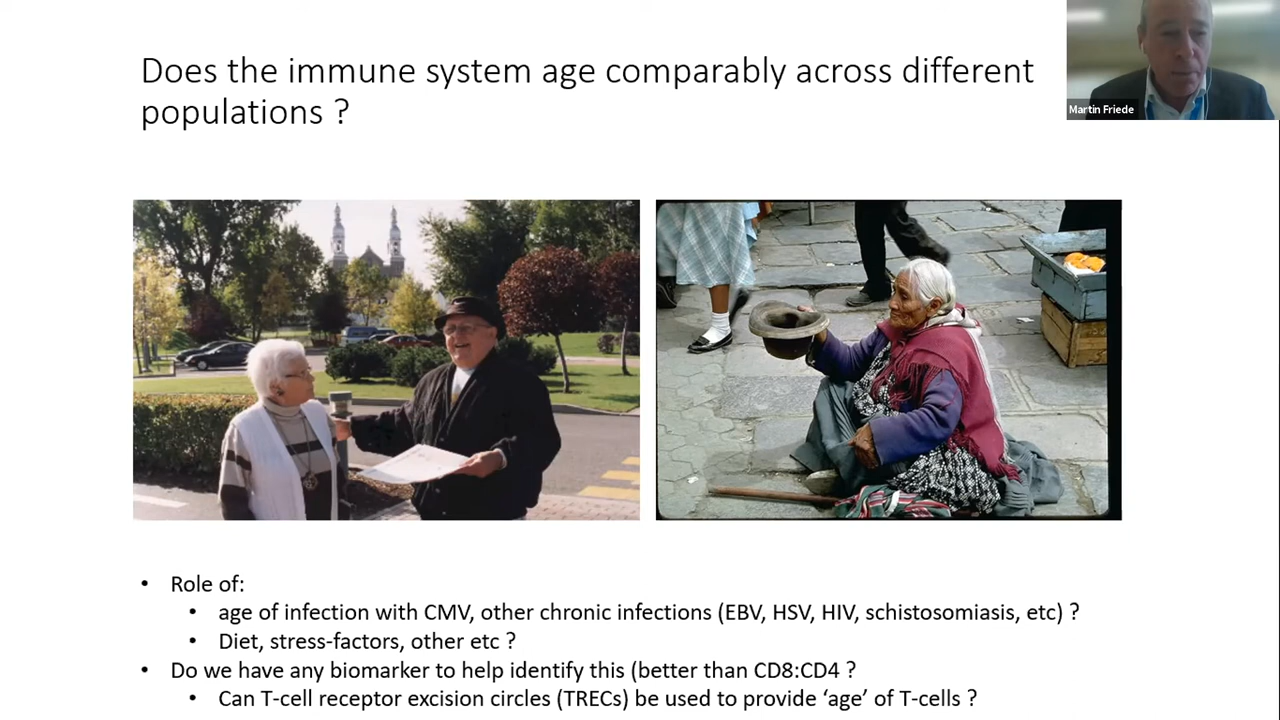 Does the immune system age comparably across different
populations ?
Martin Friede
• Role of:
• age of infection with CMV, other chronic infections (EBV, HSV, HIV, schistosomiasis, etc) ?
• Diet, stress-factors, other etc ?
• Do we have any biomarker to help identify this (better than CD8:CD4 ?
• Can T-cell receptor excision circles (TRECs) be used to provide ‘age’ of T-cells ?